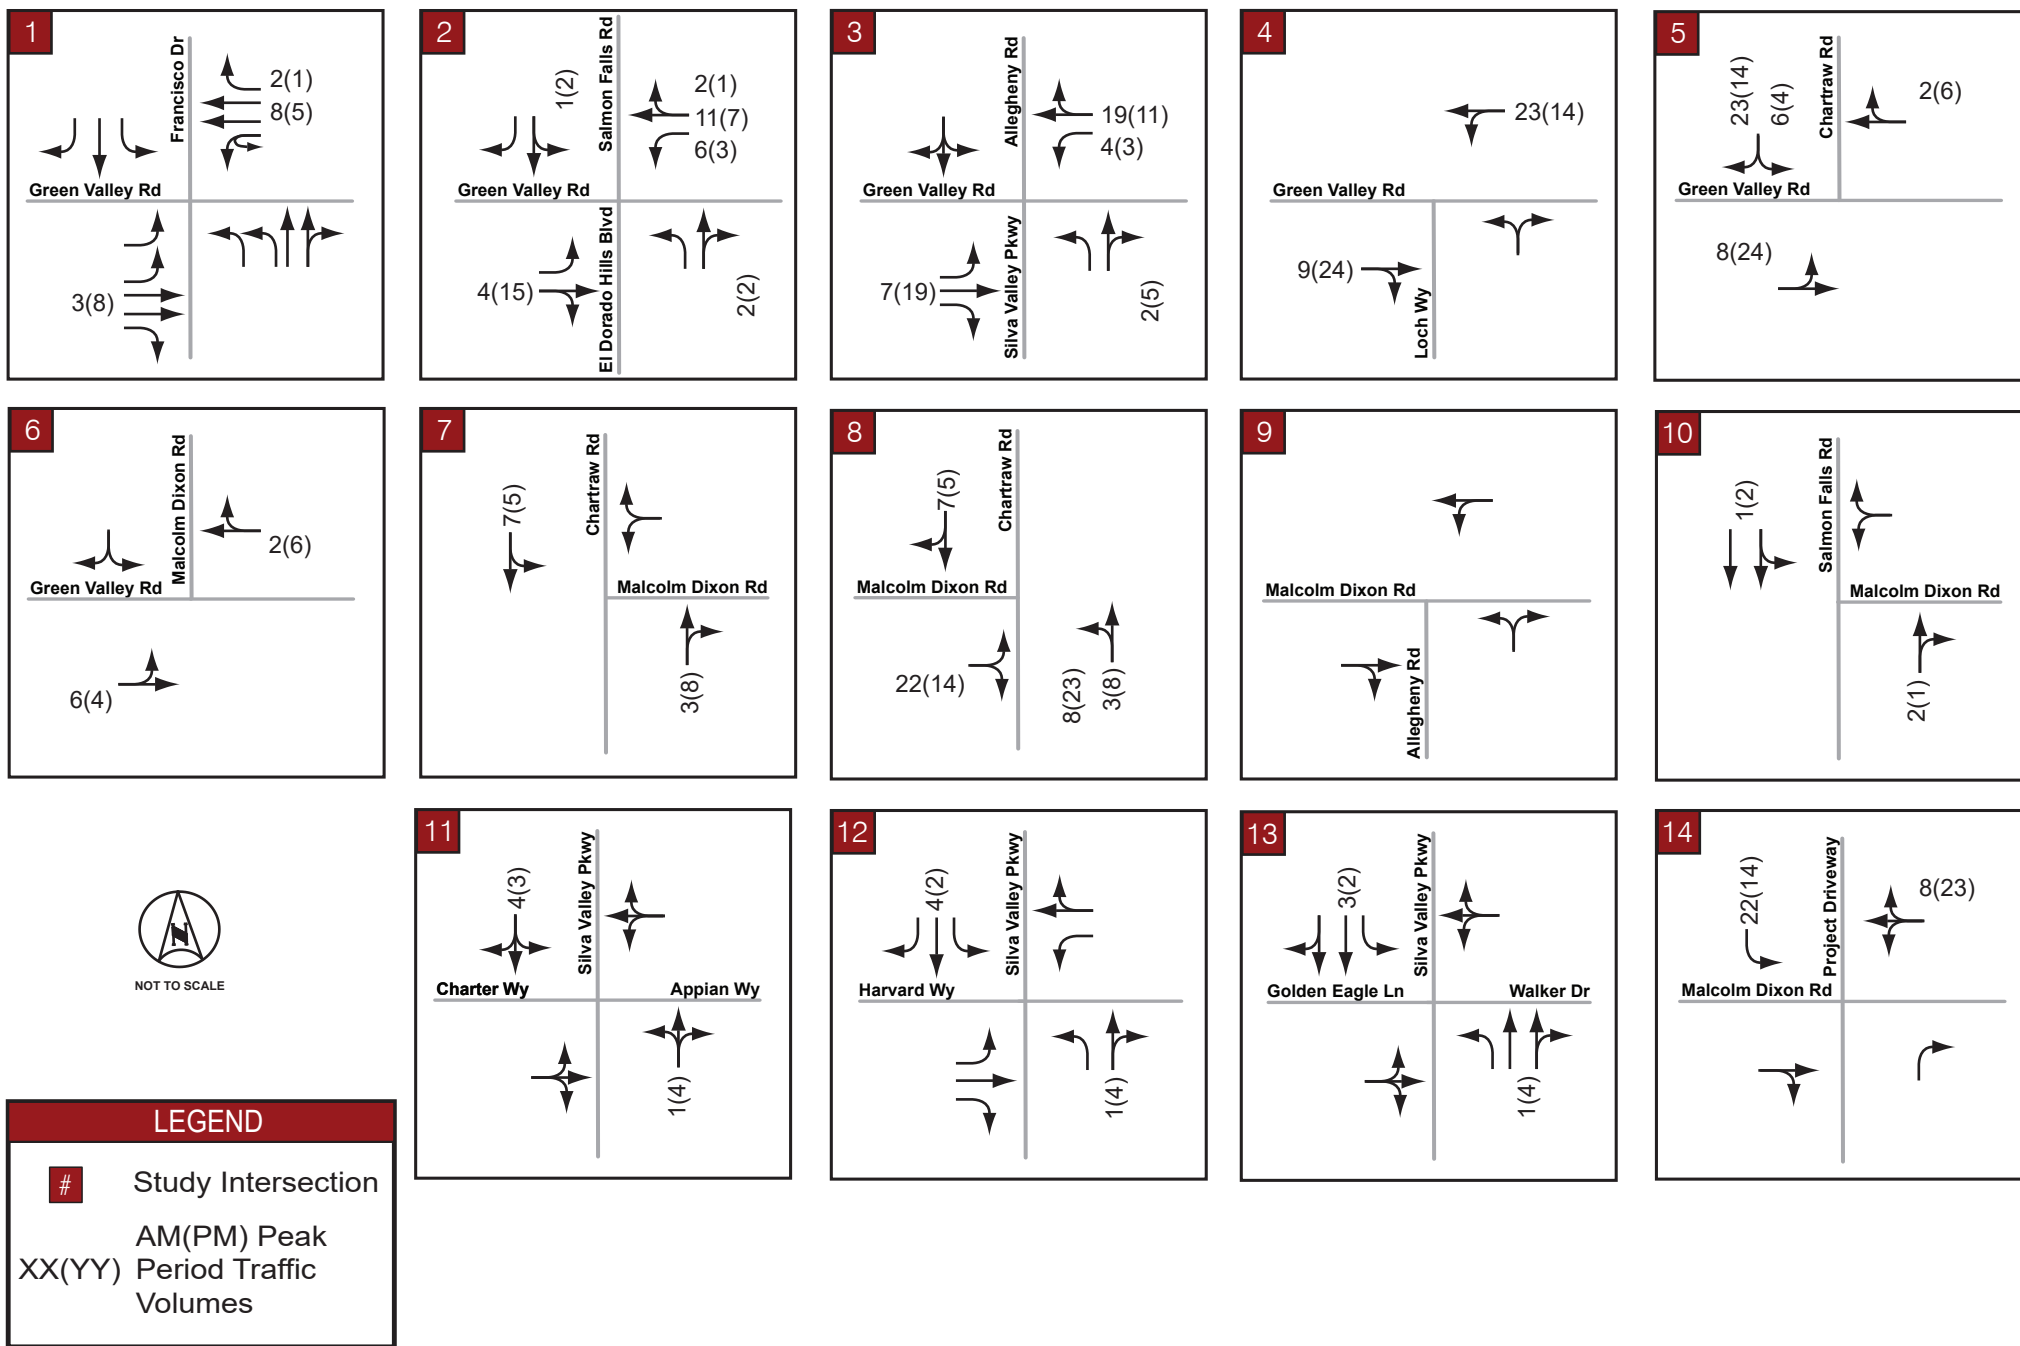 1
Francisco Dr
2(1)
8(5)
Green Valley Rd
3(8)
2
1(2)
Salmon Falls Rd
2(1)
11(7)
6(3)
Green Valley Rd
El Dorado Hills Blvd
4(15)
2(2)
3
Allegheny Rd
19(11)
4(3)
Green Valley Rd
Silva Valley Pkwy
7(19)
2(5)
4
23(14)
Green Valley Rd
9(24)
Loch Wy
5
23(14)
6(4)
Chartraw Rd
2(6)
Green Valley Rd
8(24)
6
Malcolm Dixon Rd
2(6)
Green Valley Rd
6(4)
7
7(5)
Chartraw Rd
Malcolm Dixon Rd
3(8)
8
7(5)
Chartraw Rd
Malcolm Dixon Rd
22(14)
8(23)
3(8)
9
Malcolm Dixon Rd
Allegheny Rd
10
1(2)
Salmon Falls Rd
Malcolm Dixon Rd
2(1)
11
4(3)
Silva Valley Pkwy
Charter Wy
Appian Wy
1(4)
12
4(2)
Silva Valley Pkwy
Harvard Wy
1(4)
13
3(2)
Silva Valley Pkwy
Golden Eagle Ln
Walker Dr
1(4)
14
22(14)
Project Driveway
8(23)
Malcolm Dixon Rd
N
NOT TO SCALE
LEGEND
# Study Intersection
XX(YY) AM(PM) Peak
Period Traffic
Volumes